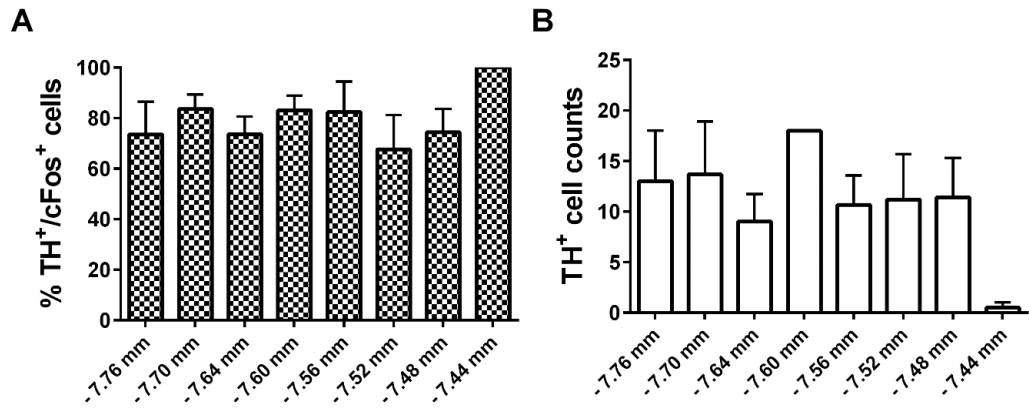 A
% TH+/cFos+ cells
100
80
60
40
20
0
- 7.76 mm
- 7.70 mm
- 7.64 mm
- 7.60 mm
- 7.56 mm
- 7.52 mm
- 7.48 mm
- 7.44 mm
B
TH+ cell counts
25
20
15
10
5
0
- 7.76 mm
- 7.70 mm
- 7.64 mm
- 7.60 mm
- 7.56 mm
- 7.52 mm
- 7.48 mm
- 7.44 mm